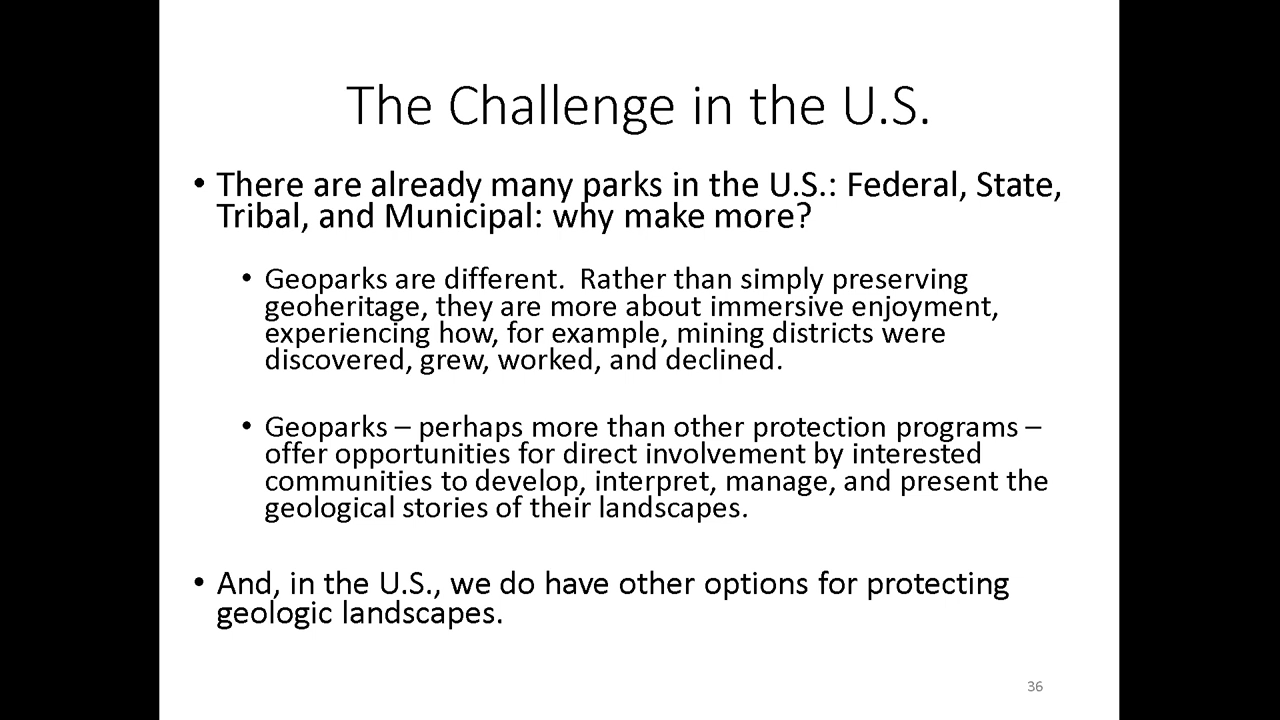 The Challenge in the U.S.
• There are already many parks in the U.S.: Federal, State,
Tribal, and Municipal: why make more?
• Geoparks are different.  Rather than simply preserving
geoheritage, they are more about immersive enjoyment,
experiencing how, for example, mining districts were
discovered, grew, worked, and declined.
• Geoparks – perhaps more than other protection programs –
offer opportunities for direct involvement by interested
communities to develop, interpret, manage, and present the
geological stories of their landscapes.
• And, in the U.S., we do have other options for protecting
geologic landscapes.
36